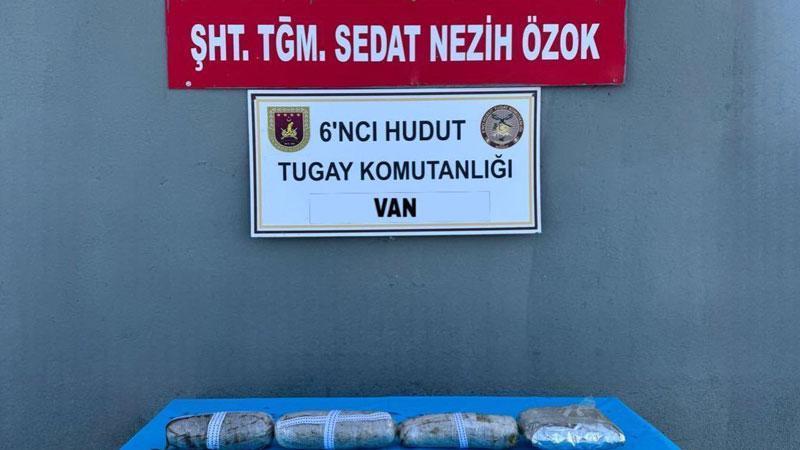 ŞHT. TĞM. SEDAT NEZİH ÖZOK
6'NCI HUDUT
TUGAY KOMUTANLIĞI
VAN